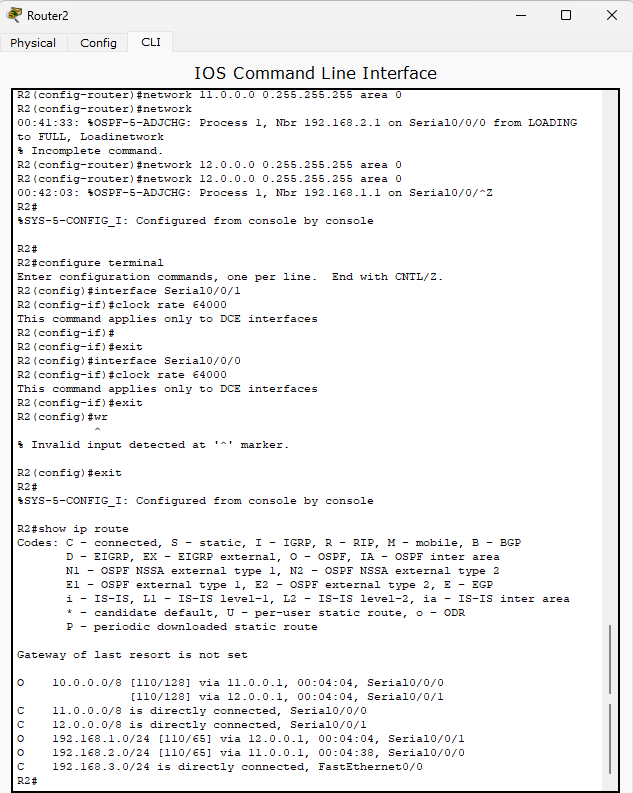 Router2
Physical Config CLI
IOS Command Line Interface
R2(config-router)#network 11.0.0.0 0.255.255.255 area 0
R2(config-router)#network
00:41:33: %OSPF-5-ADJCHG: Process 1, Nbr 192.168.2.1 on Serial0/0/0 from LOADING
to FULL, Loadinetwork
% Incomplete command.
R2(config-router)#network 12.0.0.0 0.255.255.255 area 0
R2(config-router)#network 12.0.0.0 0.255.255.255 area 0
00:42:03: %OSPF-5-ADJCHG: Process 1, Nbr 192.168.1.1 on Serial0/0/^Z
R2#
%SYS-5-CONFIG_I: Configured from console by console
R2#
R2#configure terminal
Enter configuration commands, one per line.  End with CNTL/Z.
R2(config)#interface Serial0/0/1
R2(config-if)#clock rate 64000
This command applies only to DCE interfaces
R2(config-if)#
R2(config-if)#exit
R2(config)#interface Serial0/0/0
R2(config-if)#clock rate 64000
This command applies only to DCE interfaces
R2(config-if)#exit
R2(config)#wr
^
% Invalid input detected at '^' marker.
R2(config)#exit
R2#
%SYS-5-CONFIG_I: Configured from console by console
R2#show ip route
Codes: C - connected, S - static, I - IGRP, R - RIP, M - mobile, B - BGP
D - EIGRP, EX - EIGRP external, O - OSPF, IA - OSPF inter area
N1 - OSPF NSSA external type 1, N2 - OSPF NSSA external type 2
E1 - OSPF external type 1, E2 - OSPF external type 2, E - EGP
i - IS-IS, L1 - IS-IS level-1, L2 - IS-IS level-2, ia - IS-IS inter area
* - candidate default, U - per-user static route, o - ODR
P - periodic downloaded static route
Gateway of last resort is not set
O    10.0.0.0/8 [110/128] via 11.0.0.1, 00:04:04, Serial0/0/0
[110/128] via 12.0.0.1, 00:04:04, Serial0/0/1
C    11.0.0.0/8 is directly connected, Serial0/0/0
C    12.0.0.0/8 is directly connected, Serial0/0/1
O    192.168.1.0/24 [110/65] via 12.0.0.1, 00:04:04, Serial0/0/1
O    192.168.2.0/24 [110/65] via 11.0.0.1, 00:04:38, Serial0/0/0
C    192.168.3.0/24 is directly connected, FastEthernet0/0
R2#